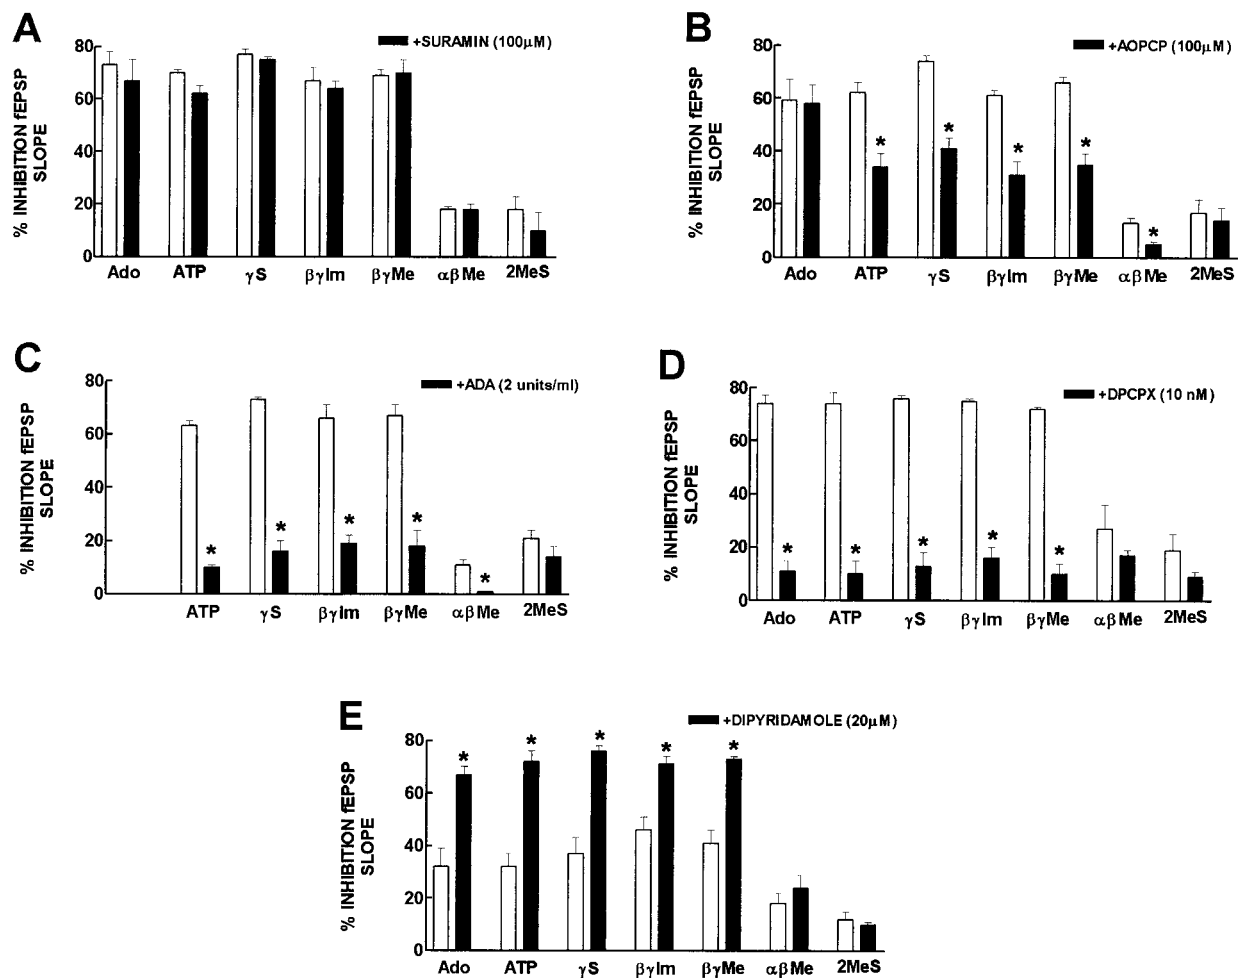 A
+SURAMIN (100μM)
% INHIBITION fEPSP
SLOPE
80
60
40
20
0
Ado ATP γS βγIm βγMe αβMe 2MeS
B
+AOPCP (100μM)
% INHIBITION fEPSP
SLOPE
80
60
40
20
0
* * * * *
Ado ATP γS βγIm βγMe αβMe 2MeS
C
+ADA (2 units/ml)
% INHIBITION fEPSP
SLOPE
80
60
40
20
0
* * * * *
ATP γS βγIm βγMe αβMe 2MeS
D
+DPCPX (10 nM)
% INHIBITION fEPSP
SLOPE
80
60
40
20
0
* * * * *
Ado ATP γS βγIm βγMe αβMe 2MeS
E
+DIPYRIDAMOLE (20μM)
% INHIBITION fEPSP
SLOPE
80
60
40
20
0
* * * * *
Ado ATP γS βγIm βγMe αβMe 2MeS